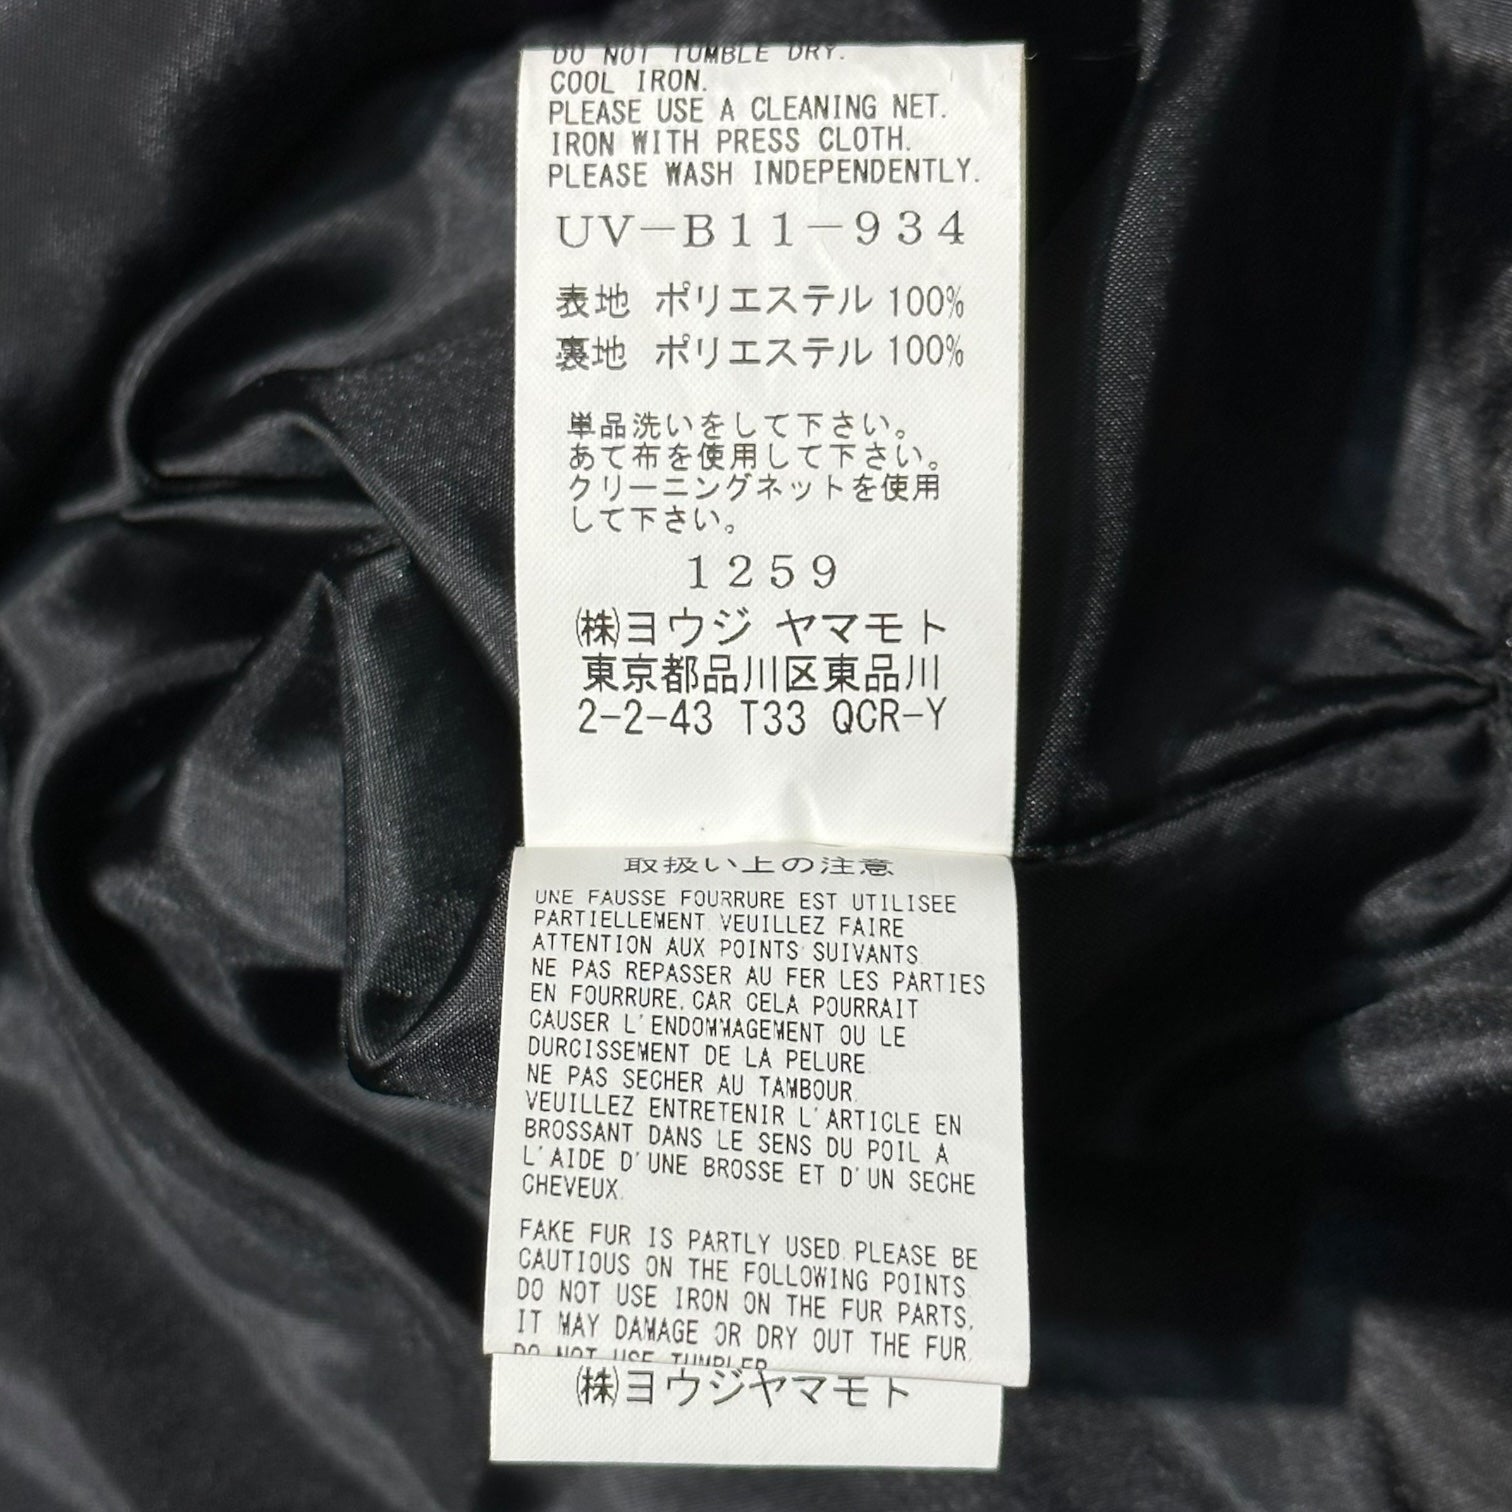 DO NOT TUMBLE DRY.
COOL IRON.
PLEASE USE A CLEANING NET.
IRON WITH PRESS CLOTH.
PLEASE WASH INDEPENDENTLY.
UV-B11-934
表地 ポリエステル 100%
裏地 ポリエステル 100%
単品洗いをして下さい。
あて布を使用して下さい。
クリーニングネットを使用
して下さい。
1259
㈱ヨウジ ヤマモト
東京都品川区東品川
2-2-43 T33 QCR-Y
取扱い上の注意
UNE FAUSSE FOURRURE EST UTILISEE
PARTIELLEMENT VEUILLEZ FAIRE
ATTENTION AUX POINTS SUIVANTS.
NE PAS REPASSER AU FER LES PARTIES
EN FOURRURE, CAR CELA POURRAIT
CAUSER L'ENDOMMAGEMENT OU LE
DURCISSEMENT DE LA PELURE.
NE PAS SECHER AU TAMBOUR.
VEUILLEZ ENTRETENIR L'ARTICLE EN
BROSSANT DANS LE SENS DU POIL A
L'AIDE D'UNE BROSSE ET D'UN SECHE
CHEVEUX.
FAKE FUR IS PARTLY USED. PLEASE BE
CAUTIOUS ON THE FOLLOWING POINTS.
DO NOT USE IRON ON THE FUR PARTS,
IT MAY DAMAGE OR DRY OUT THE FUR.
DO NOT USE TUMBLER
㈱ヨウジヤマモト